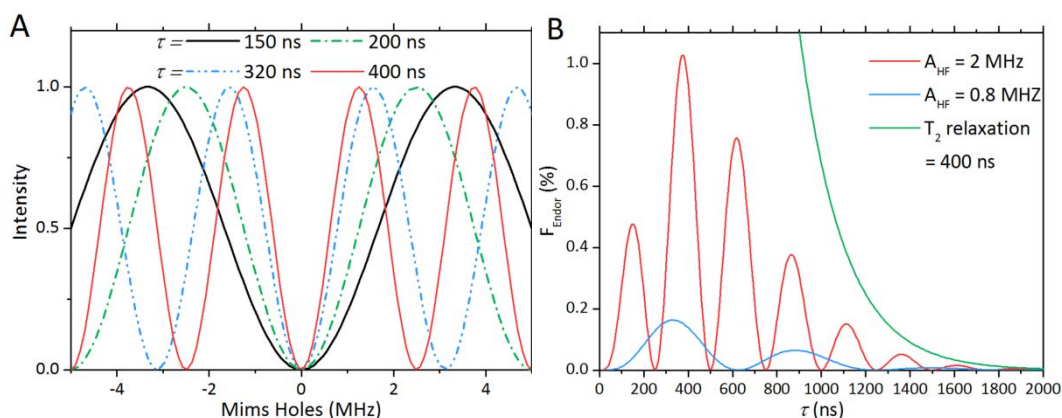 A
τ = 150 ns 200 ns
τ = 320 ns 400 ns
Intensity
1.0
0.5
0.0
-4 -2 0 2 4
Mims Holes (MHz)
B
A_HF = 2 MHz
A_HF = 0.8 MHZ
T_2 relaxation
= 400 ns
F_Endor (%)
1.0
0.8
0.6
0.4
0.2
0.0
0 200 400 600 800 1000 1200 1400 1600 1800 2000
τ (ns)